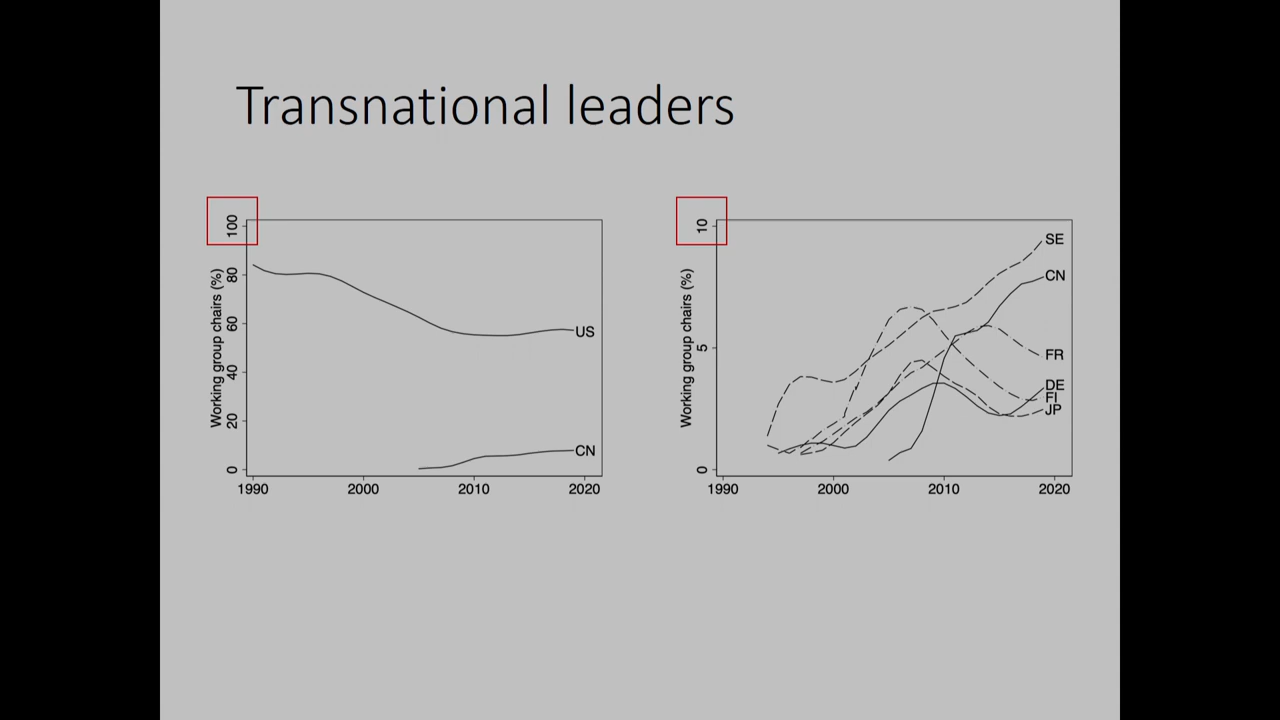 Transnational leaders
Working group chairs (%)
100
80
60
40
20
0
1990 2000 2010 2020
US
CN
Working group chairs (%)
10
5
0
1990 2000 2010 2020
SE
CN
FR
DE
FI
JP